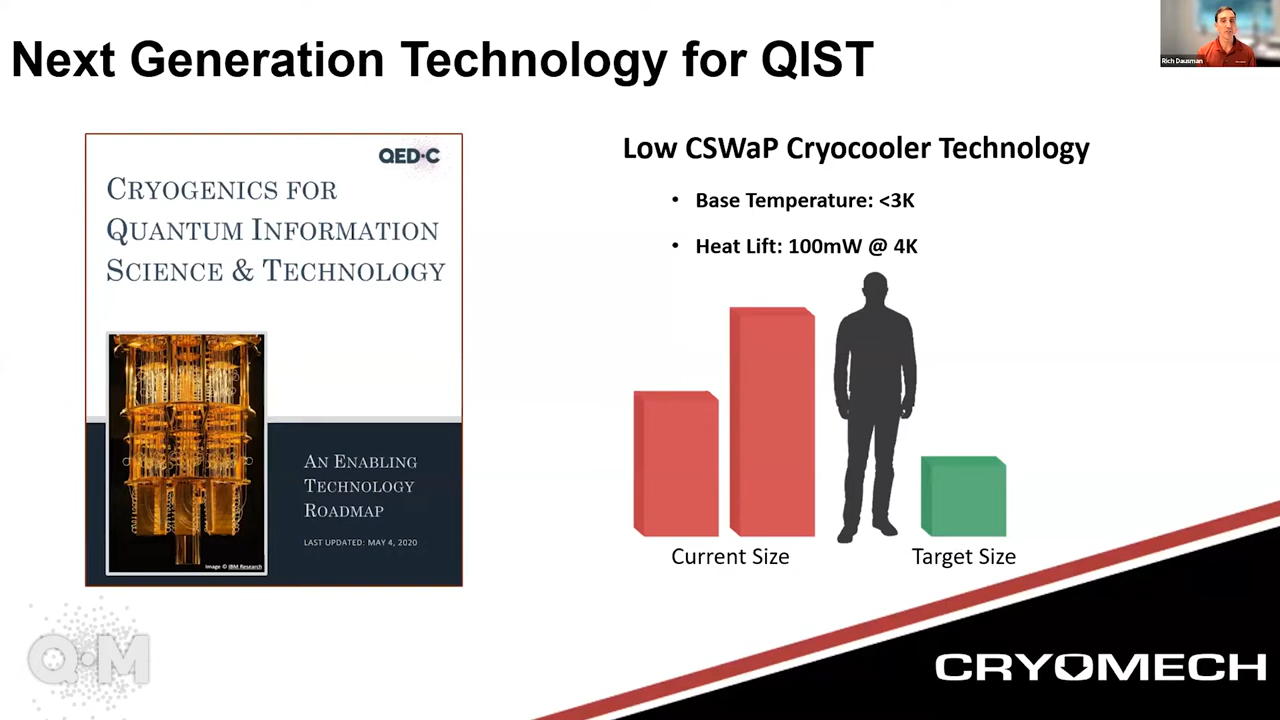 Next Generation Technology for QIST
Rich Dausman
QED·C
CRYOGENICS FOR
QUANTUM INFORMATION
SCIENCE & TECHNOLOGY
AN ENABLING
TECHNOLOGY
ROADMAP
LAST UPDATED: MAY 4, 2020
Image © IBM Research
Low CSWaP Cryocooler Technology
• Base Temperature: <3K
• Heat Lift: 100mW @ 4K
Current Size
Target Size
Q·M
CRYOMECH